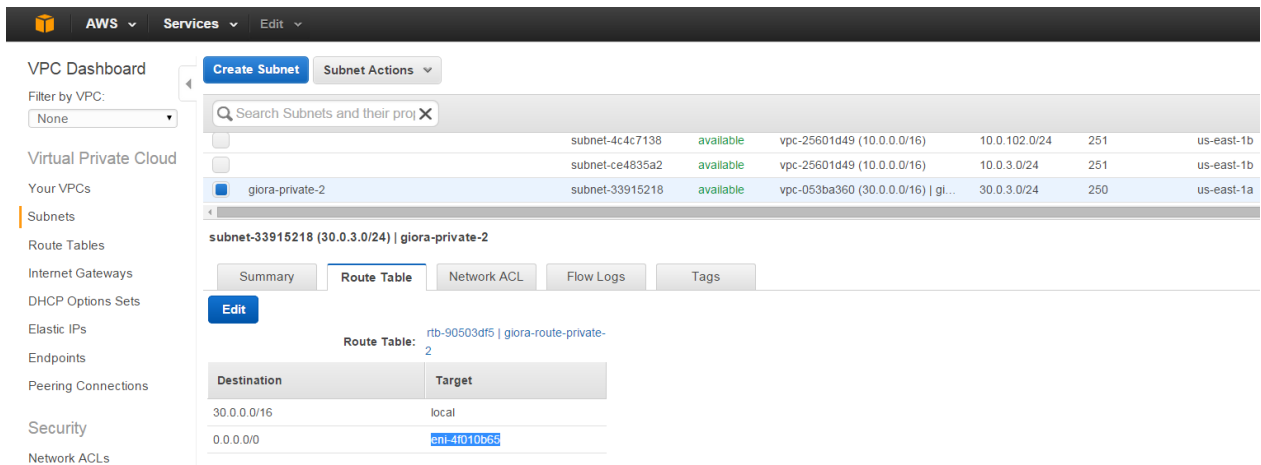 AWS Services Edit
VPC Dashboard
Filter by VPC:
None
Virtual Private Cloud
Your VPCs
Subnets
Route Tables
Internet Gateways
DHCP Options Sets
Elastic IPs
Endpoints
Peering Connections
Security
Network ACLs
Create Subnet Subnet Actions
Search Subnets and their prop
subnet-4c4c7138 available vpc-25601d49 (10.0.0.0/16) 10.0.102.0/24 251 us-east-1b
subnet-ce4835a2 available vpc-25601d49 (10.0.0.0/16) 10.0.3.0/24 251 us-east-1b
giora-private-2 subnet-33915218 available vpc-053ba360 (30.0.0.0/16) | gi... 30.0.3.0/24 250 us-east-1a
subnet-33915218 (30.0.3.0/24) | giora-private-2
Summary Route Table Network ACL Flow Logs Tags
Edit
Route Table: rtb-90503df5 | giora-route-private-
2
Destination Target
30.0.0.0/16 local
0.0.0.0/0 eni-4f010b65